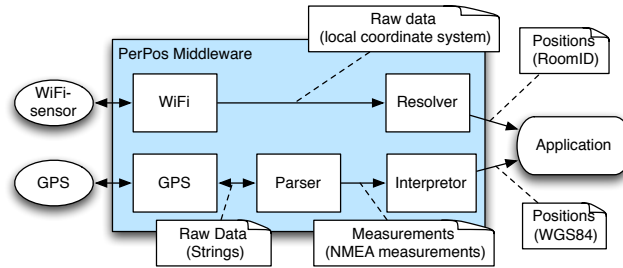 Raw data
(local coordinate system)
Positions
(RoomID)
PerPos Middleware
WiFi-
sensor
WiFi
Resolver
Application
GPS
GPS
Parser
Interpretor
Raw Data
(Strings)
Measurements
(NMEA measurements)
Positions
(WGS84)